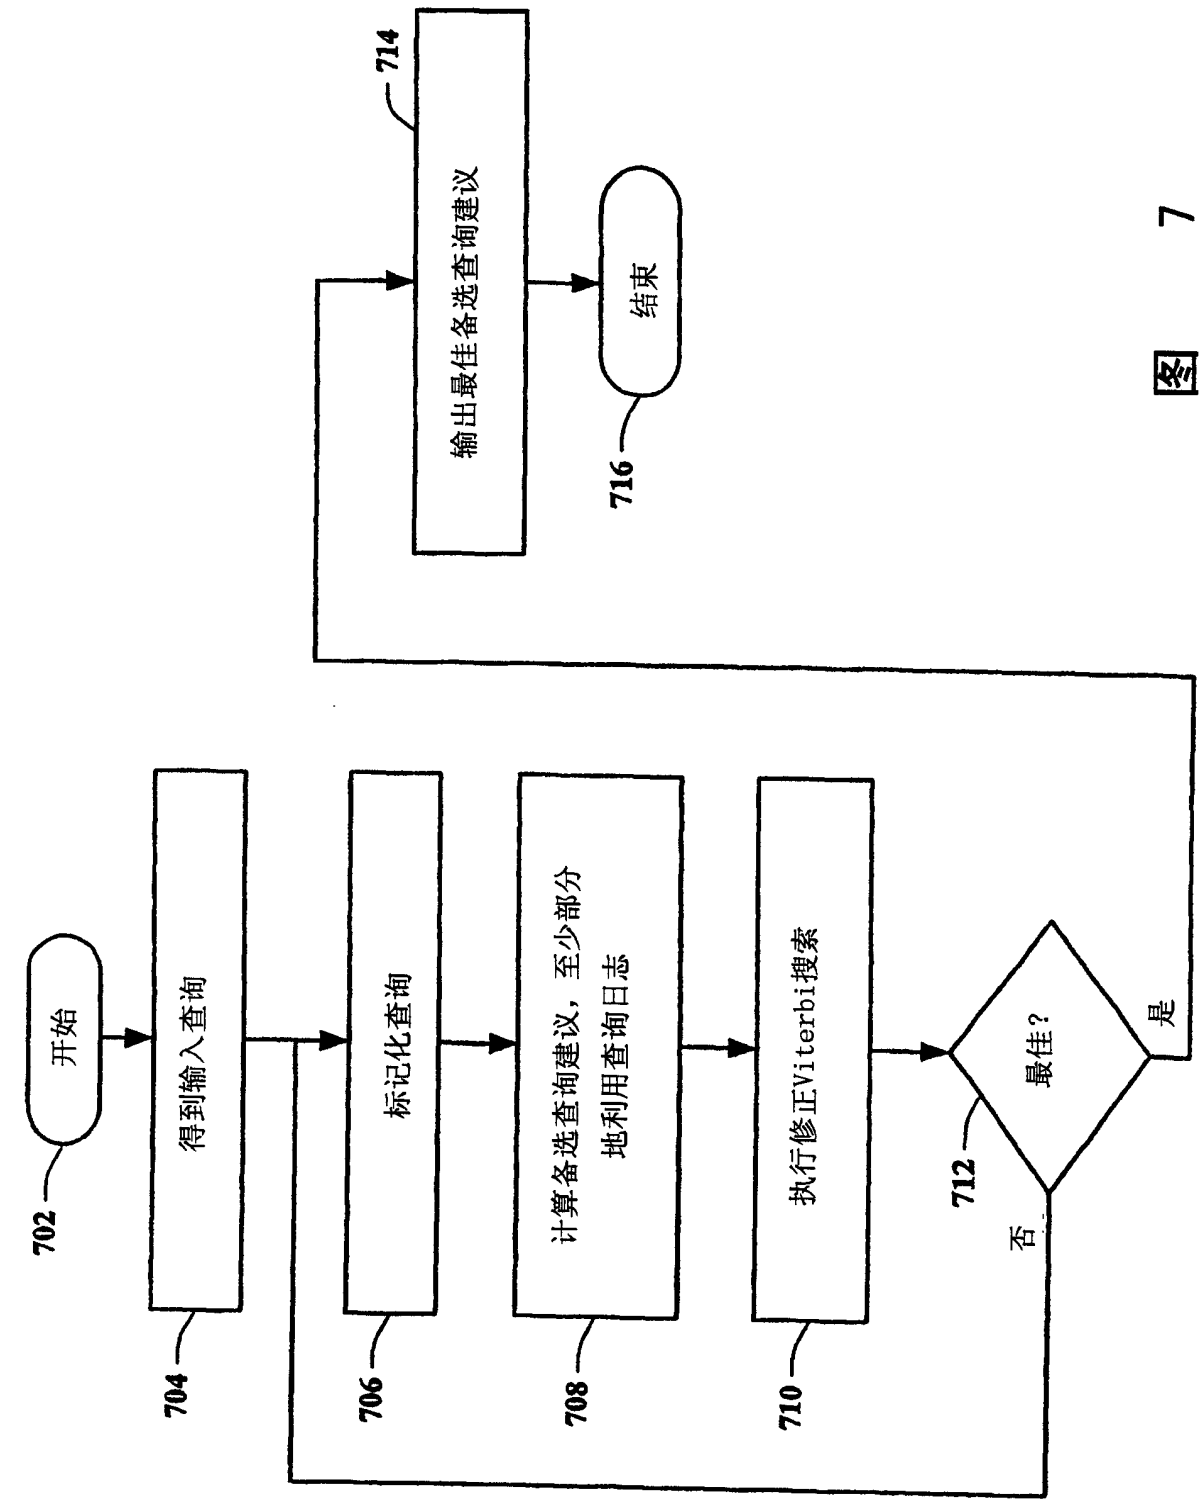 开始
702
得到输入查询
704
标记化查询
706
计算备选查询建议，至少部分
地利用查询日志
708
执行修正Viterbi搜索
710
最佳?
712
否
是
输出最佳备选查询建议
714
结束
716
图 7